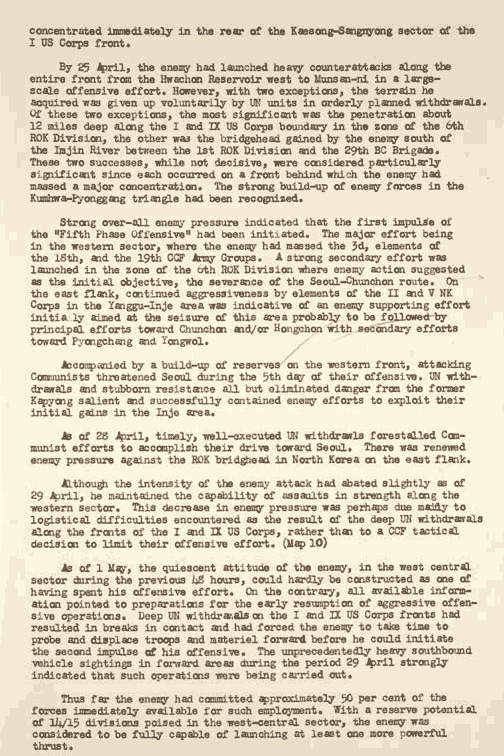 concentrated immediately in the rear of the Kaesong-Sangnyong sector of the
I US Corps front.
By 25 April, the enemy had launched heavy counterattacks along the
entire front from the Hwachon Reservoir west to Munsan-ni in a large-
scale offensive effort. However, with two exceptions, the terrain he
acquired was given up voluntarily by UN units in orderly planned withdrawals.
Of these two exceptions, the most significant was the penetration about
12 miles deep along the I and IX US Corps boundary in the zone of the 6th
ROK Division, the other was the bridgehead gained by the enemy south of
the Imjin River between the 1st ROK Division and the 29th BC Brigade.
These two successes, while not decisive, were considered particularly
significant since each occurred on a front behind which the enemy had
massed a major concentration. The strong build-up of enemy forces in the
Kumhwa-Pyonggang triangle had been recognized.
Strong over-all enemy pressure indicated that the first impulse of
the "Fifth Phase Offensive" had been initiated. The major effort being
in the western sector, where the enemy had massed the 3d, elements of
the 18th, and the 19th CCF Army Groups. A strong secondary effort was
launched in the zone of the 6th ROK Division where enemy action suggested
as the initial objective, the severance of the Seoul-Chunchon route. On
the east flank, continued aggressiveness by elements of the II and V NK
Corps in the Yanggu-Inje area was indicative of an enemy supporting effort
initia ly aimed at the seizure of this area probably to be followed by
principal efforts toward Chunchon and/or Hongchon with secondary efforts
toward Pyongchang and Yongwol.
Accompanied by a build-up of reserves on the western front, attacking
Communists threatened Seoul during the 5th day of their offensive. UN with-
drawals and stubborn resistance all but eliminated danger from the former
Kapyong salient and successfully contained enemy efforts to exploit their
initial gains in the Inje area.
As of 28 April, timely, well-executed UN withdrawls forestalled Com-
munist efforts to accomplish their drive toward Seoul. There was renewed
enemy pressure against the ROK bridghead in North Korea on the east flank.
Although the intensity of the enemy attack had abated slightly as of
29 April, he maintained the capability of assaults in strength along the
western sector. This decrease in enemy pressure was perhaps due mainly to
logistical difficulties encountered as the result of the deep UN withdrawals
along the fronts of the I and IX US Corps, rather than to a CCF tactical
decision to limit their offensive effort. (Map 10)
As of 1 May, the quiescent attitude of the enemy, in the west central
sector during the previous 48 hours, could hardly be constructed as one of
having spent his offensive effort. On the contrary, all available inform-
ation pointed to preparations for the early resumption of aggressive offen-
sive operations. Deep UN withdrawals on the I and IX US Corps fronts had
resulted in breaks in contact and had forced the enemy to take time to
probe and displace troops and materiel forward before he could initiate
the second impulse of his offensive. The unprecedentedly heavy southbound
vehicle sightings in forward areas during the period 29 April strongly
indicated that such operations were being carried out.
Thus far the enemy had committed approximately 50 per cent of the
forces immediately available for such employment. With a reserve potential
of 14/15 divisions poised in the west-central sector, the enemy was
considered to be fully capable of launching at least one more powerful
thrust.